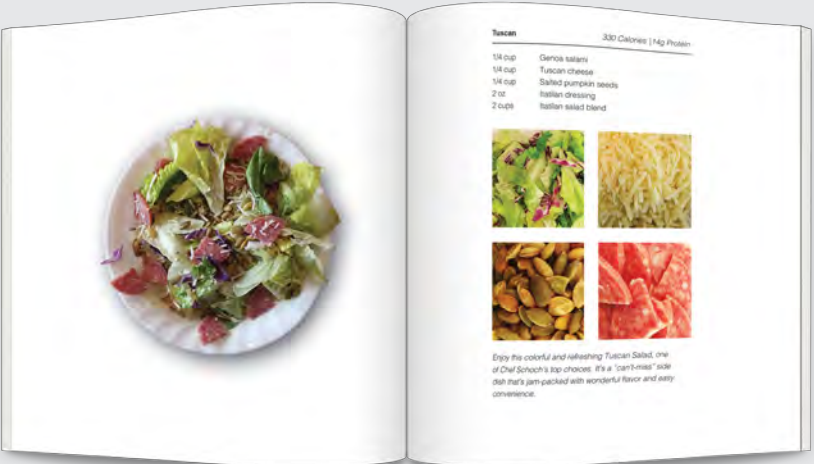 Tuscan 330 Calories | 14g Protein
1/4 cup Genoa salami
1/4 cup Tuscan cheese
1/4 cup Salted pumpkin seeds
2 oz Italian dressing
2 cups Italian salad blend
Enjoy this colorful and refreshing Tuscan Salad, one
of Chef Schoch's top choices. It's a "can't-miss" side
dish that's jam-packed with wonderful flavor and easy
convenience.